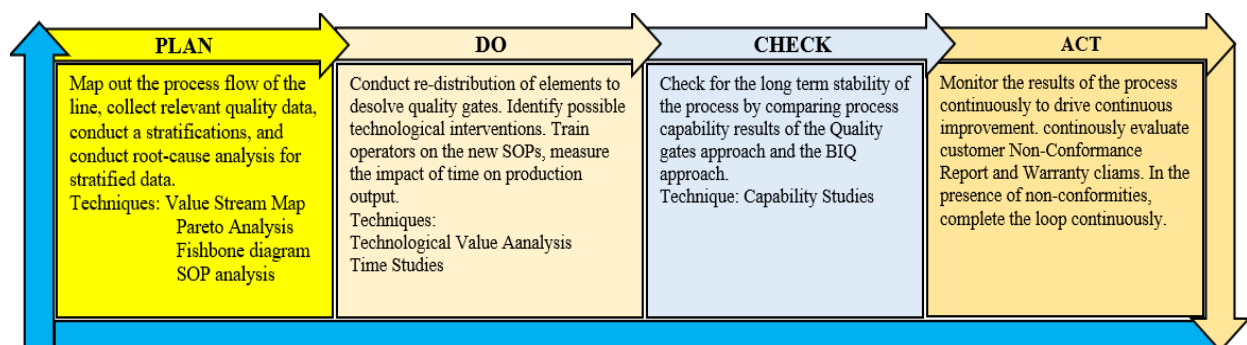 PLAN
Map out the process flow of the
line, collect relevant quality data,
conduct a stratifications, and
conduct root-cause analysis for
stratified data.
Techniques: Value Stream Map
Pareto Analysis
Fishbone diagram
SOP analysis
DO
Conduct re-distribution of elements to
desolve quality gates. Identify possible
technological interventions. Train
operators on the new SOPs, measure
the impact of time on production
output.
Techniques:
Technological Value Aanalysis
Time Studies
CHECK
Check for the long term stability of
the process by comparing process
capability results of the Quality
gates approach and the BIQ
approach.
Technique: Capability Studies
ACT
Monitor the results of the process
continuously to drive continuous
improvement. continously evaluate
customer Non-Conformance
Report and Warranty cliams. In the
presence of non-conformities,
complete the loop continuously.